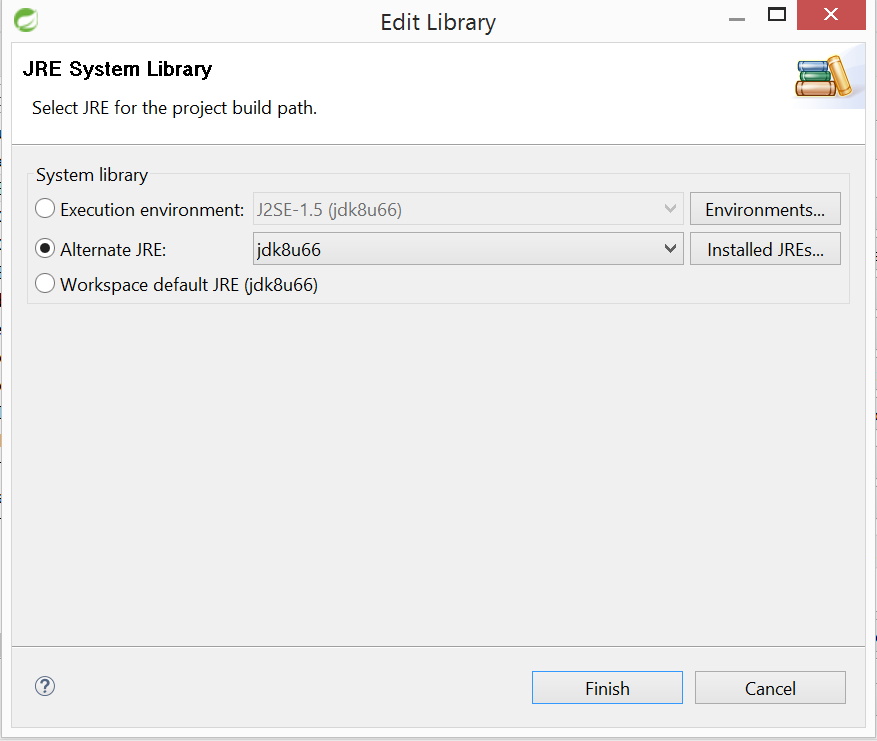 Edit Library
JRE System Library
Select JRE for the project build path.
System library
Execution environment: J2SE-1.5 (jdk8u66) Environments...
Alternate JRE: jdk8u66 Installed JREs...
Workspace default JRE (jdk8u66)
? Finish Cancel